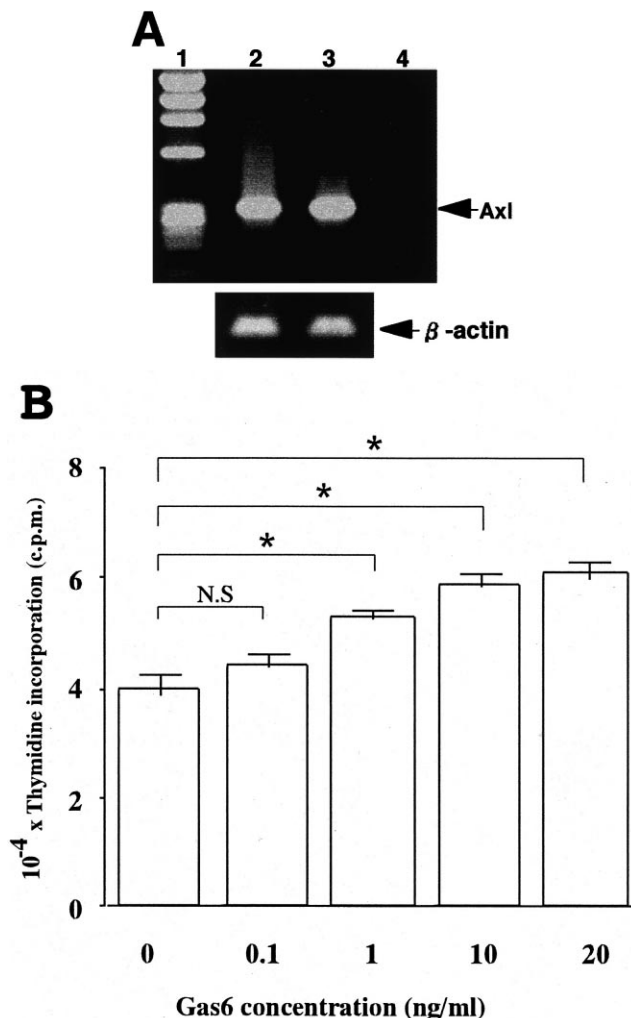 A
1 2 3 4
Axl
β -actin
B
10-4 x Thymidine incorporation (c.p.m.)
8
6
4
2
0
*
*
*
N.S
0 0.1 1 10 20
Gas6 concentration (ng/ml)